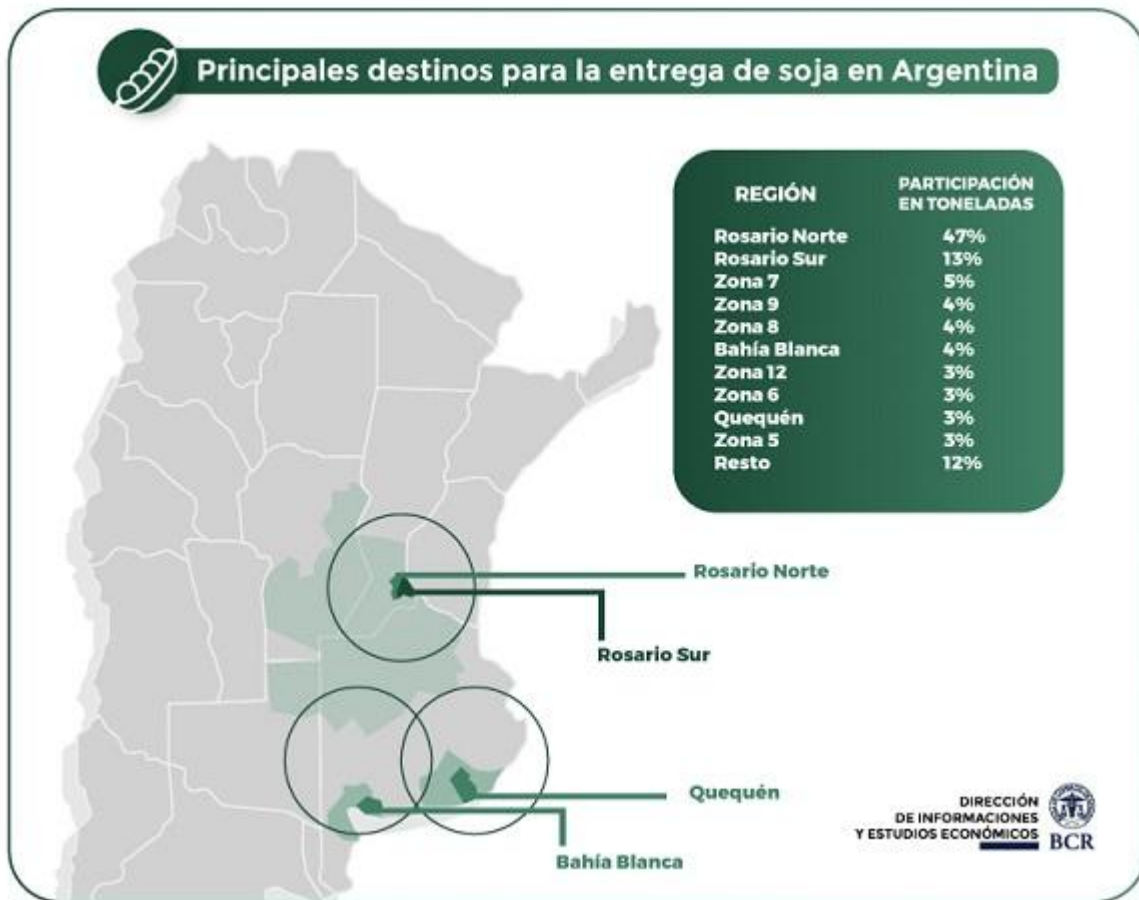 Principales destinos para la entrega de soja en Argentina
REGIÓN PARTICIPACIÓN EN TONELADAS
Rosario Norte 47%
Rosario Sur 13%
Zona 7 5%
Zona 9 4%
Zona 8 4%
Bahía Blanca 4%
Zona 12 3%
Zona 6 3%
Quequén 3%
Zona 5 3%
Resto 12%
Rosario Norte
Rosario Sur
Quequén
Bahía Blanca
DIRECCIÓN
DE INFORMACIONES
Y ESTUDIOS ECONÓMICOS
BCR